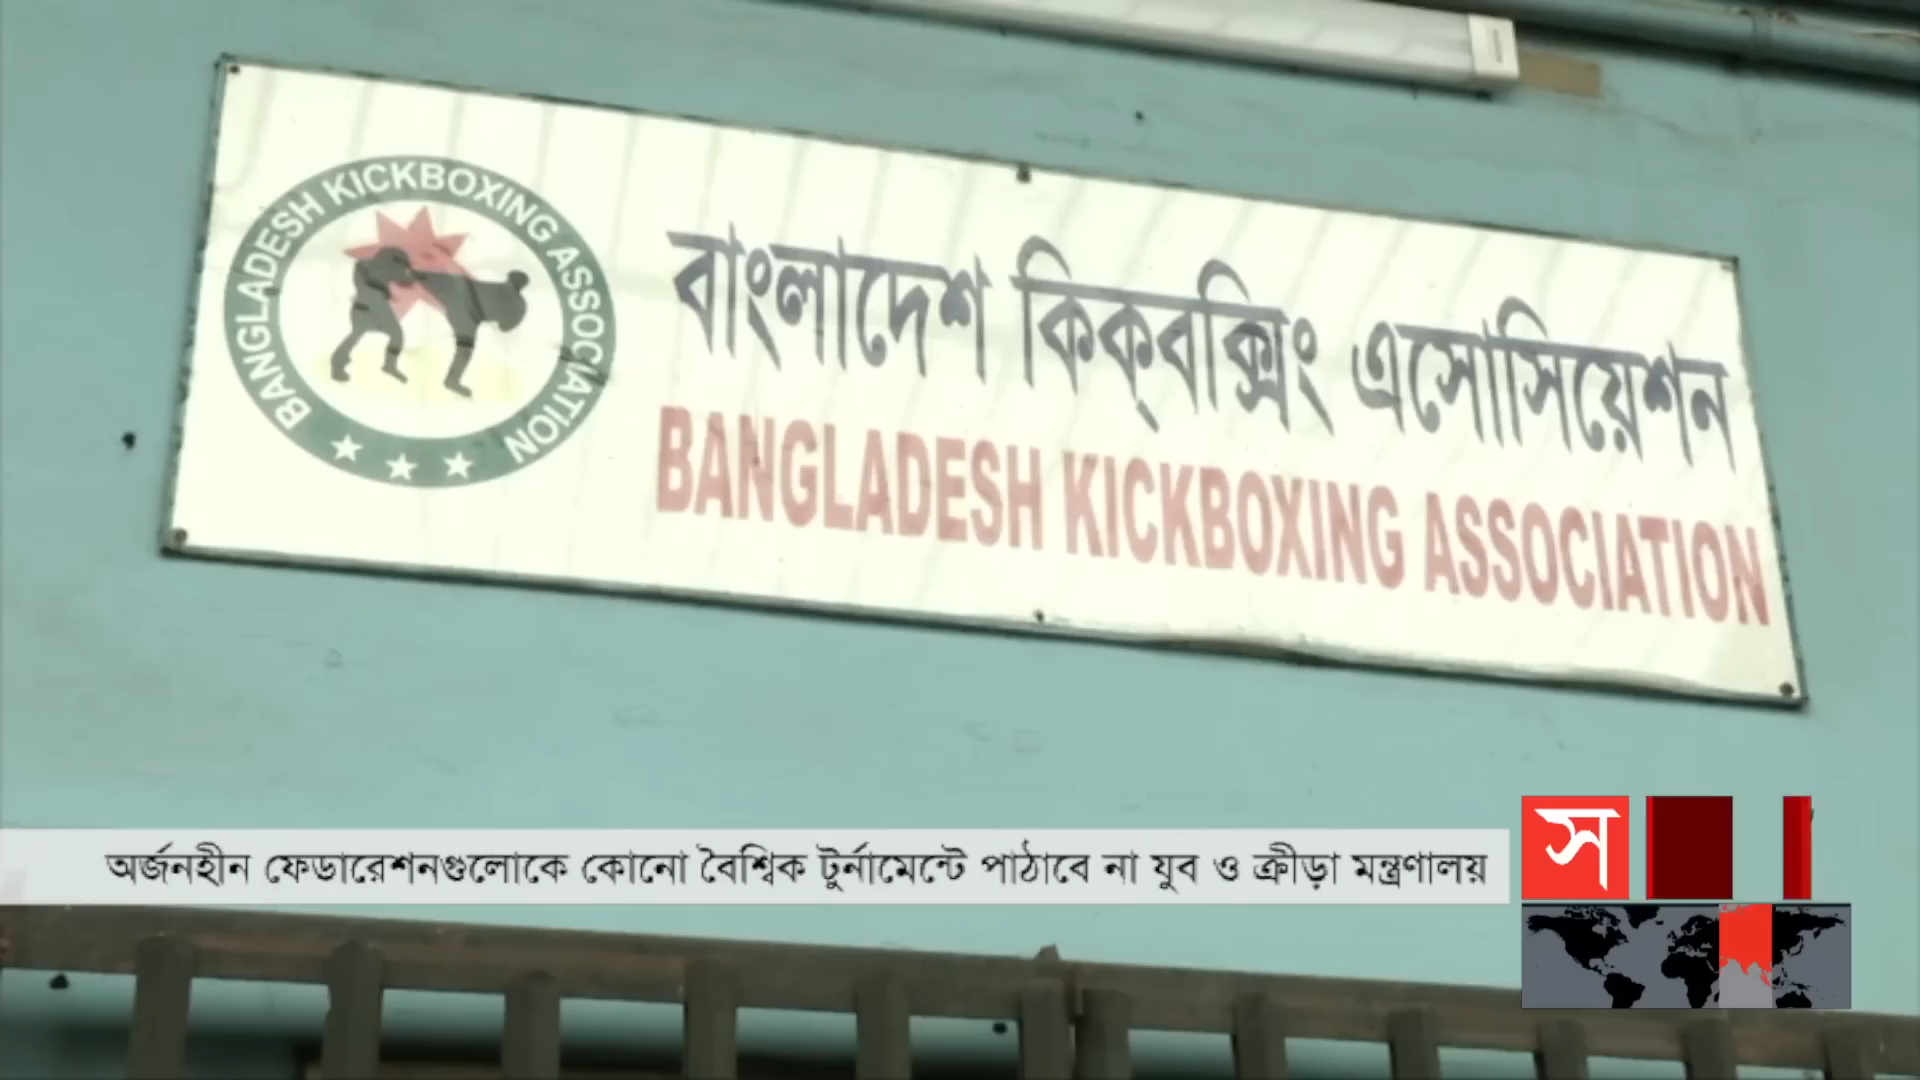 BANGLADESH KICKBOXING ASSOCIATION
বাংলাদেশ কিক্‌বক্সিং এসোসিয়েশন
BANGLADESH KICKBOXING ASSOCIATION
অর্জনহীন ফেডারেশনগুলোকে কোনো বৈশ্বিক টুর্নামেন্টে পাঠাবে না যুব ও ক্রীড়া মন্ত্রণালয়
স